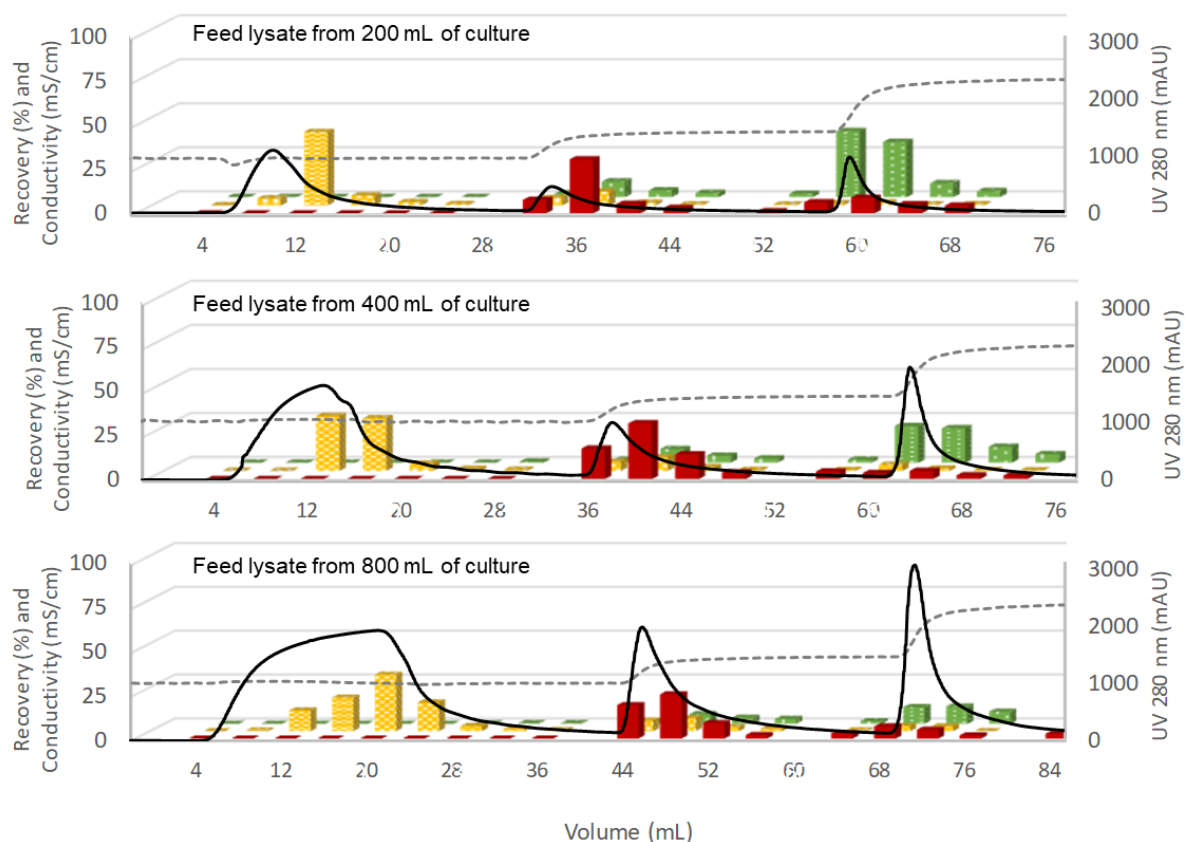 Feed lysate from 200 mL of culture
Recovery (%) and
Conductivity (mS/cm)
100
75
50
25
0
3000
2000
1000
0
UV 280 nm (mAU)
4 12 20 28 36 44 52 60 68 76
Feed lysate from 400 mL of culture
Recovery (%) and
Conductivity (mS/cm)
100
75
50
25
0
3000
2000
1000
0
UV 280 nm (mAU)
4 12 20 28 36 44 52 60 68 76
Feed lysate from 800 mL of culture
Recovery (%) and
Conductivity (mS/cm)
100
75
50
25
0
3000
2000
1000
0
UV 280 nm (mAU)
4 12 20 28 36 44 52 60 68 76 84
Volume (mL)